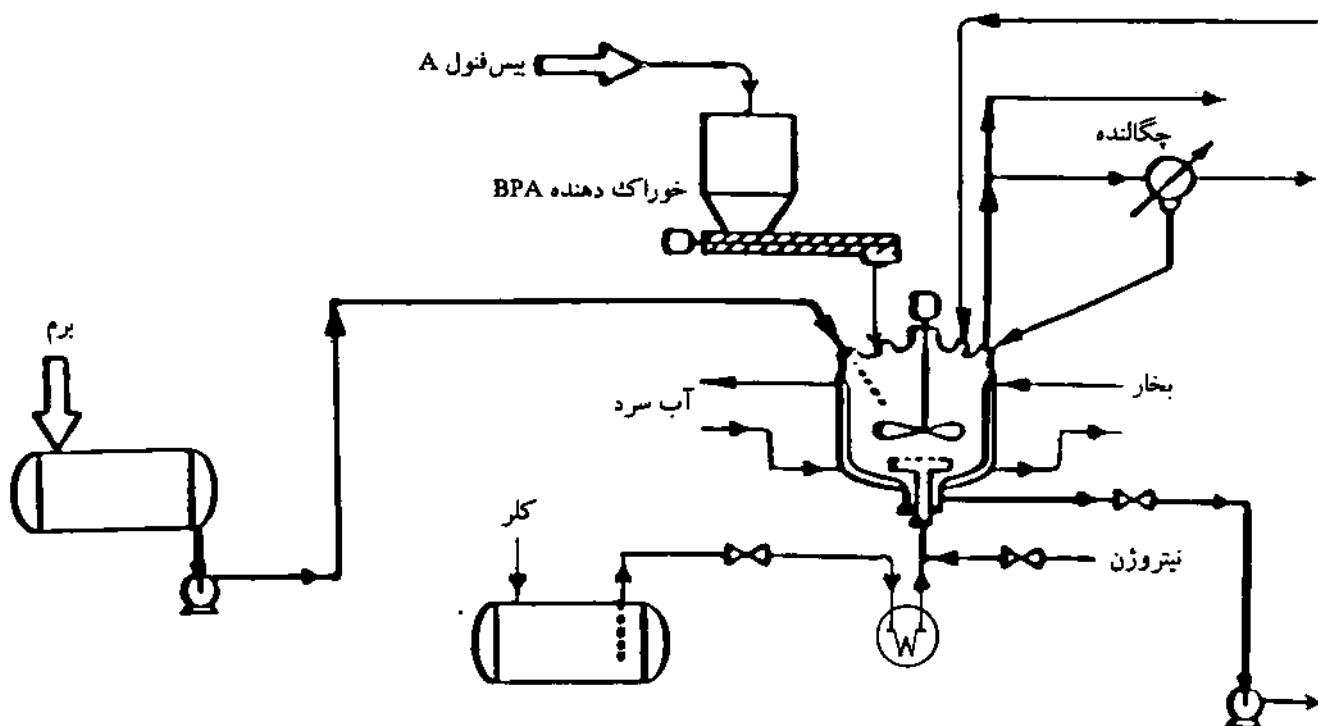 بیس‌فنول A
چگالنده
خوراک دهنده BPA
برم
بخار
آب سرد
کلر
نیتروژن
W